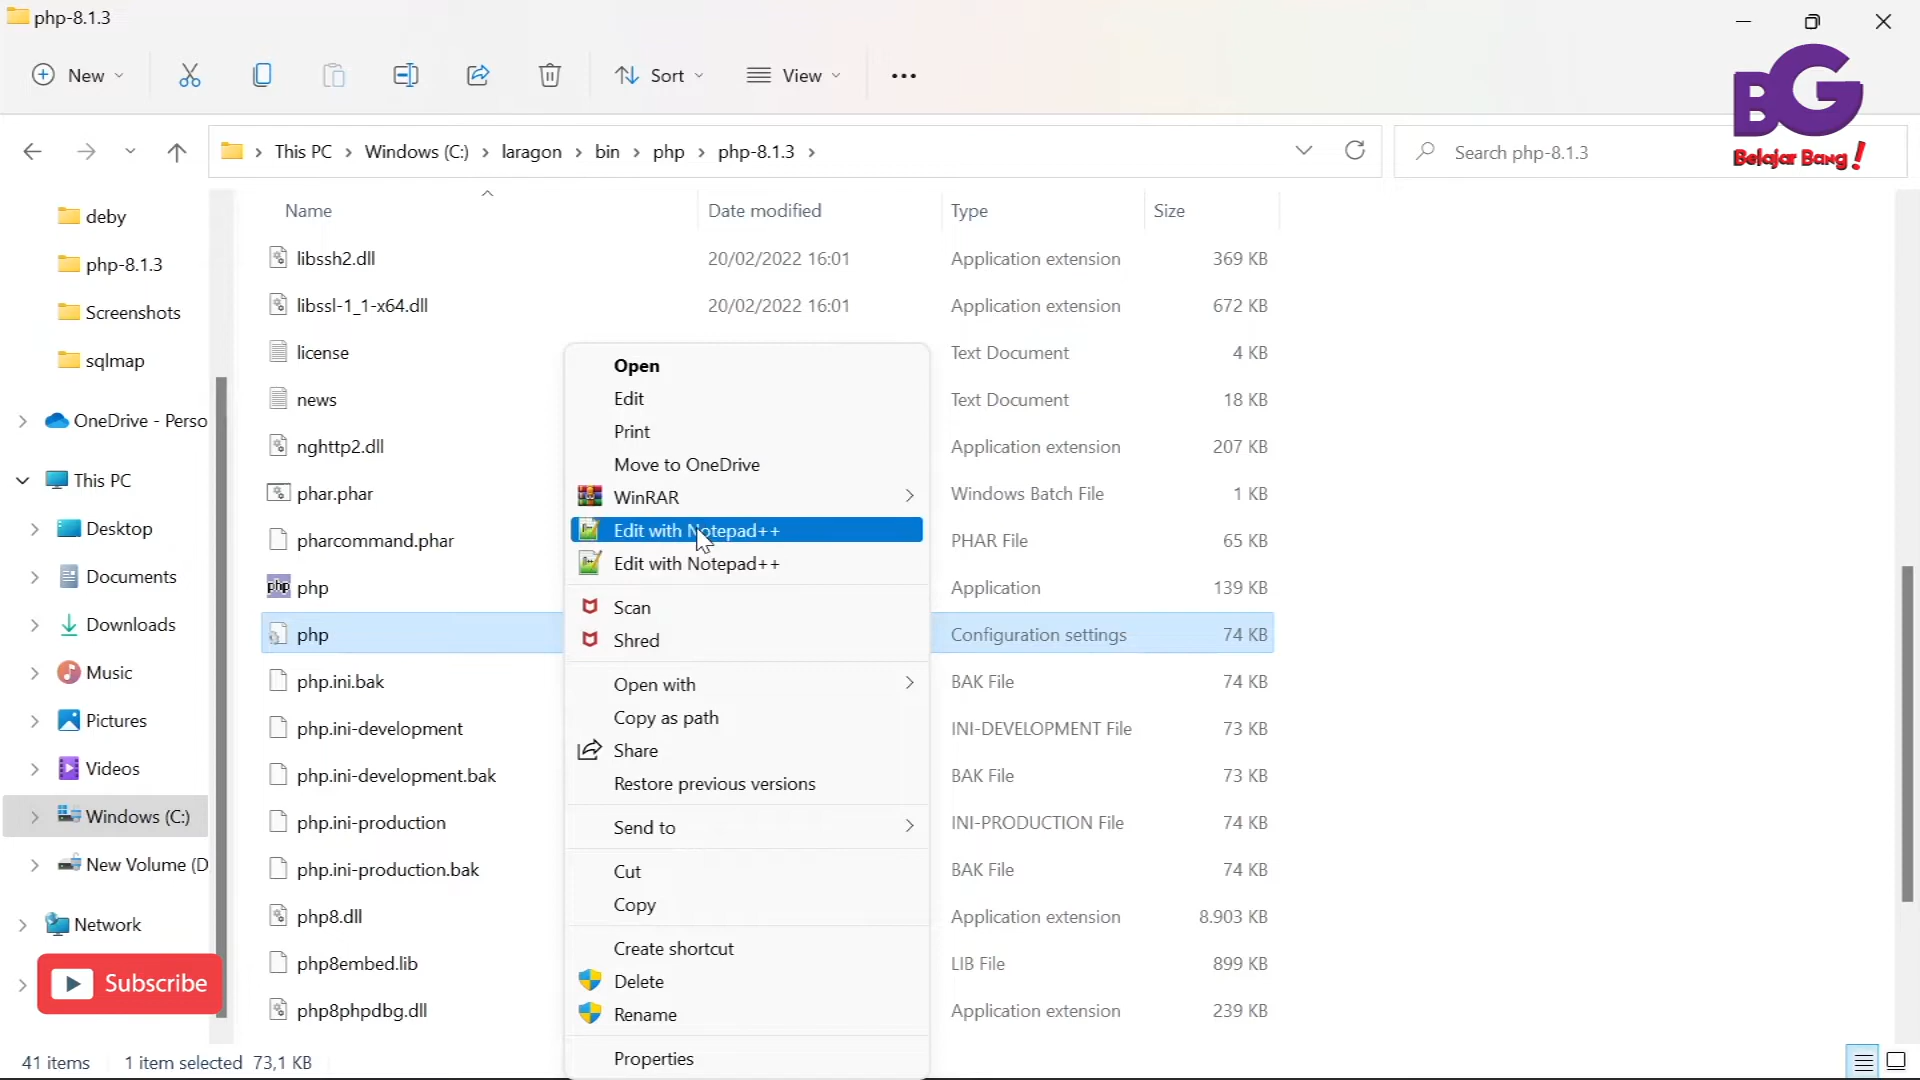 php-8.1.3
New
Sort
View
This PC > Windows (C:) > laragon > bin > php > php-8.1.3 >
Search php-8.1.3
BG
Belajar Bang!
deby
php-8.1.3
Screenshots
sqlmap
OneDrive - Perso
This PC
Desktop
Documents
Downloads
Music
Pictures
Videos
Windows (C:)
New Volume (D
Network
Subscribe
Name Date modified Type Size
libssh2.dll 20/02/2022 16:01 Application extension 369 KB
libssl-1_1-x64.dll 20/02/2022 16:01 Application extension 672 KB
license Text Document 4 KB
news Text Document 18 KB
nghttp2.dll Application extension 207 KB
phar.phar Windows Batch File 1 KB
pharcommand.phar PHAR File 65 KB
php php Application 139 KB
php Configuration settings 74 KB
php.ini.bak BAK File 74 KB
php.ini-development INI-DEVELOPMENT File 73 KB
php.ini-development.bak BAK File 73 KB
php.ini-production INI-PRODUCTION File 74 KB
php.ini-production.bak BAK File 74 KB
php8.dll Application extension 8.903 KB
php8embed.lib LIB File 899 KB
php8phpdbg.dll Application extension 239 KB
Open
Edit
Print
Move to OneDrive
WinRAR
Edit with Notepad++
Edit with Notepad++
Scan
Shred
Open with
Copy as path
Share
Restore previous versions
Send to
Cut
Copy
Create shortcut
Delete
Rename
Properties
41 items 1 item selected 73,1 KB